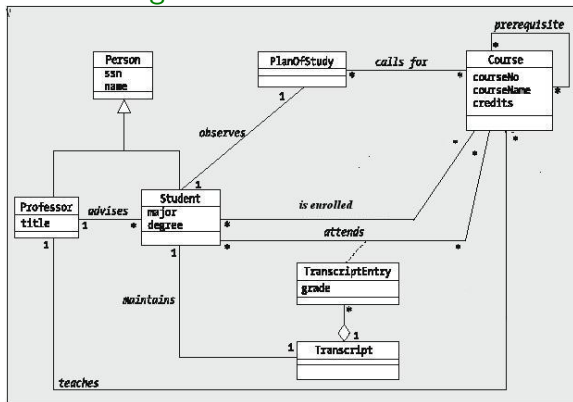 prerequisite
Person
ssn
name
PlanOfStudy
calls for
Course
courseNo
courseName
credits
*
*
*
*
1
observes
*
*
*
1
Professor
title
advises
1
*
Student
major
degree
is enrolled
*
attends
*
*
1
1
TranscriptEntry
grade
*
maintains
1
1
Transcript
teaches